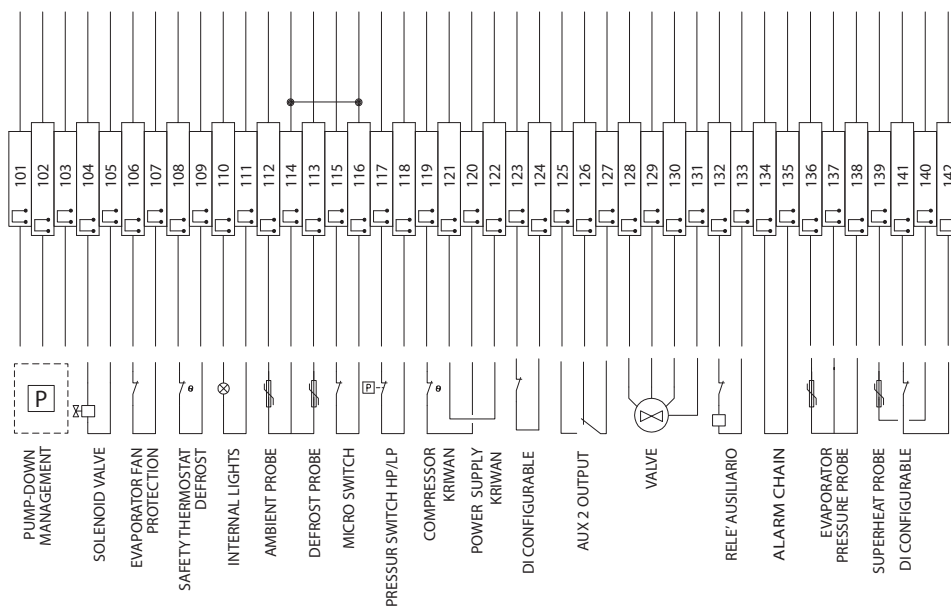 101
102
103
104
105
106
107
108
109
110
111
112
114
113
115
116
117
118
119
121
120
122
123
124
125
126
127
128
129
130
131
132
133
134
135
136
137
138
139
141
140
142
P
P
θ
θ
PUMP-DOWN
MANAGEMENT
SOLENOID VALVE
EVAPORATOR FAN
PROTECTION
SAFETY THERMOSTAT
DEFROST
INTERNAL LIGHTS
AMBIENT PROBE
DEFROST PROBE
MICRO SWITCH
PRESSUR SWITCH HP/LP
COMPRESSOR
KRIWAN
POWER SUPPLY
KRIWAN
DI CONFIGURABLE
AUX 2 OUTPUT
VALVE
RELE' AUSILIARIO
ALARM CHAIN
EVAPORATOR
PRESSURE PROBE
SUPERHEAT PROBE
DI CONFIGURABLE